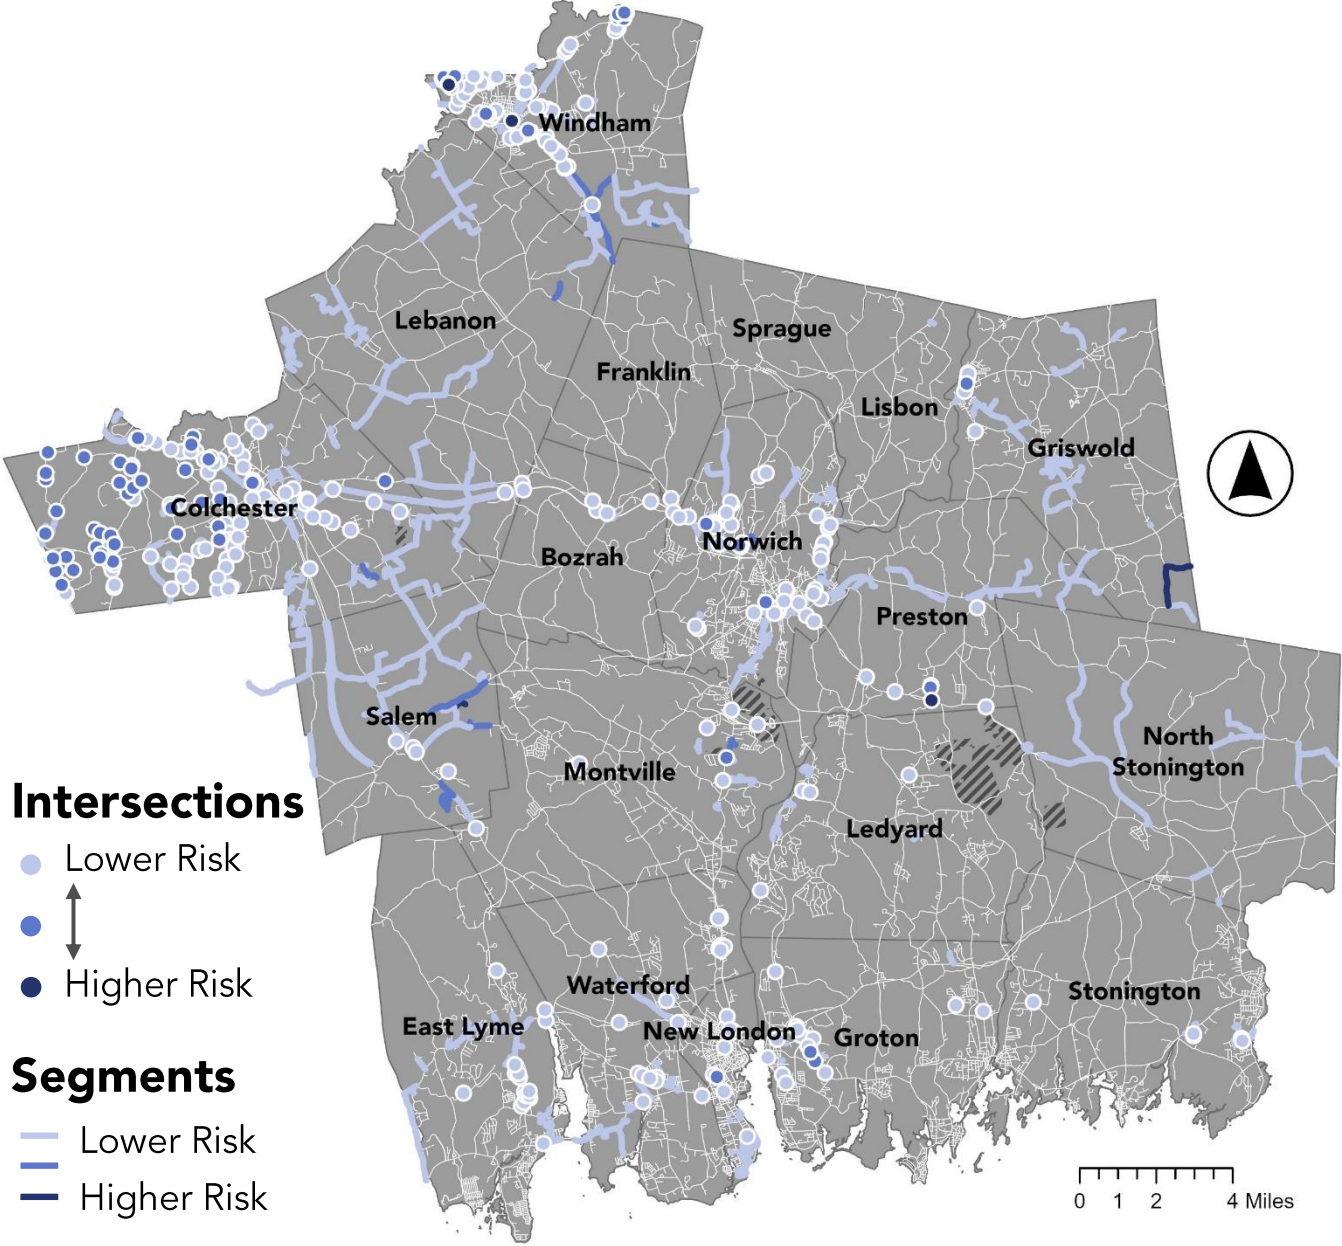 Windham
Lebanon
Sprague
Franklin
Lisbon
Griswold
Colchester
Norwich
Bozrah
Preston
Salem
North
Stonington
Montville
Ledyard
Waterford
Stonington
East Lyme
New London
Groton
Intersections
Lower Risk
Higher Risk
Segments
Lower Risk
Higher Risk
0 1 2 4 Miles